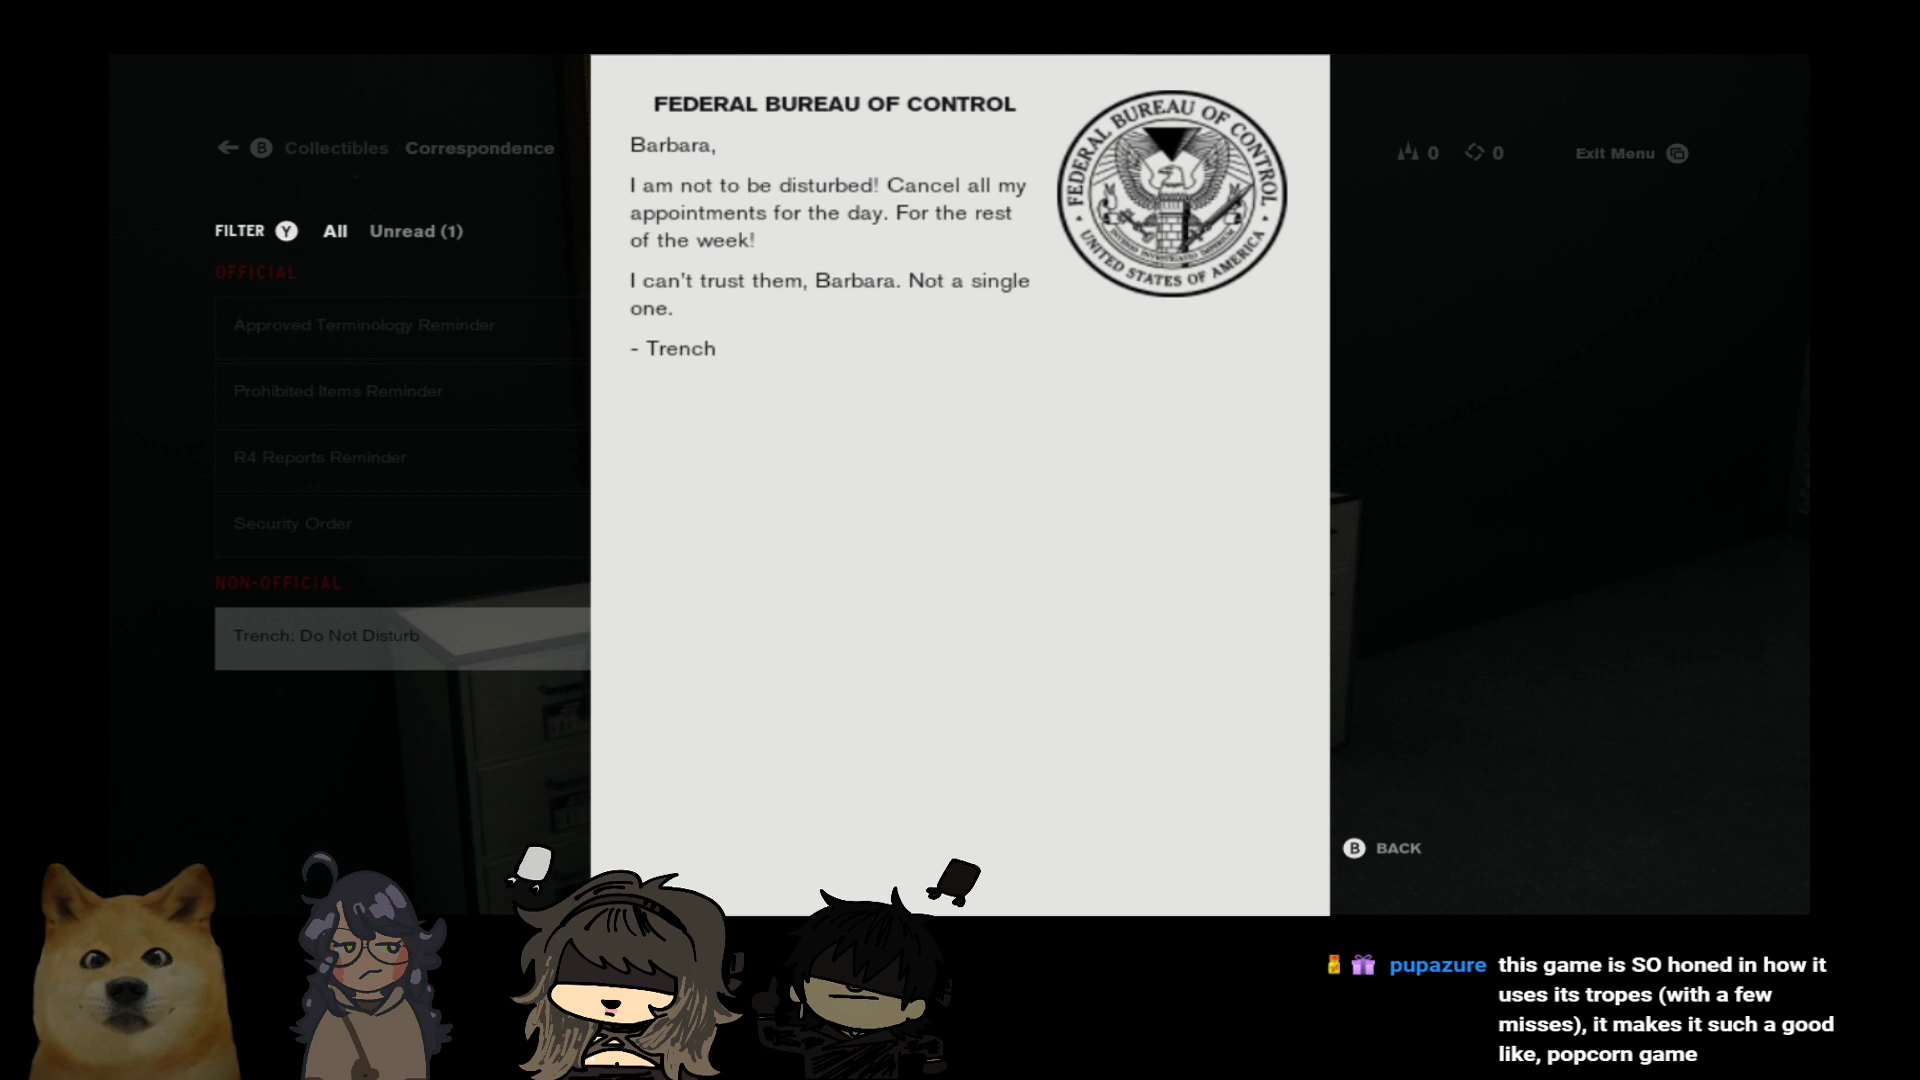 FEDERAL BUREAU OF CONTROL
Barbara,
I am not to be disturbed! Cancel all my
appointments for the day. For the rest
of the week!
I can't trust them, Barbara. Not a single
one.
- Trench
FEDERAL BUREAU OF CONTROL
UNITED STATES OF AMERICA
B Collectibles Correspondence
0 0 Exit Menu
FILTER Y All Unread (1)
OFFICIAL
Approved Terminology Reminder
Prohibited Items Reminder
R4 Reports Reminder
Security Order
NON-OFFICIAL
Trench: Do Not Disturb
B BACK
pupazure this game is SO honed in how it
uses its tropes (with a few
misses), it makes it such a good
like, popcorn game